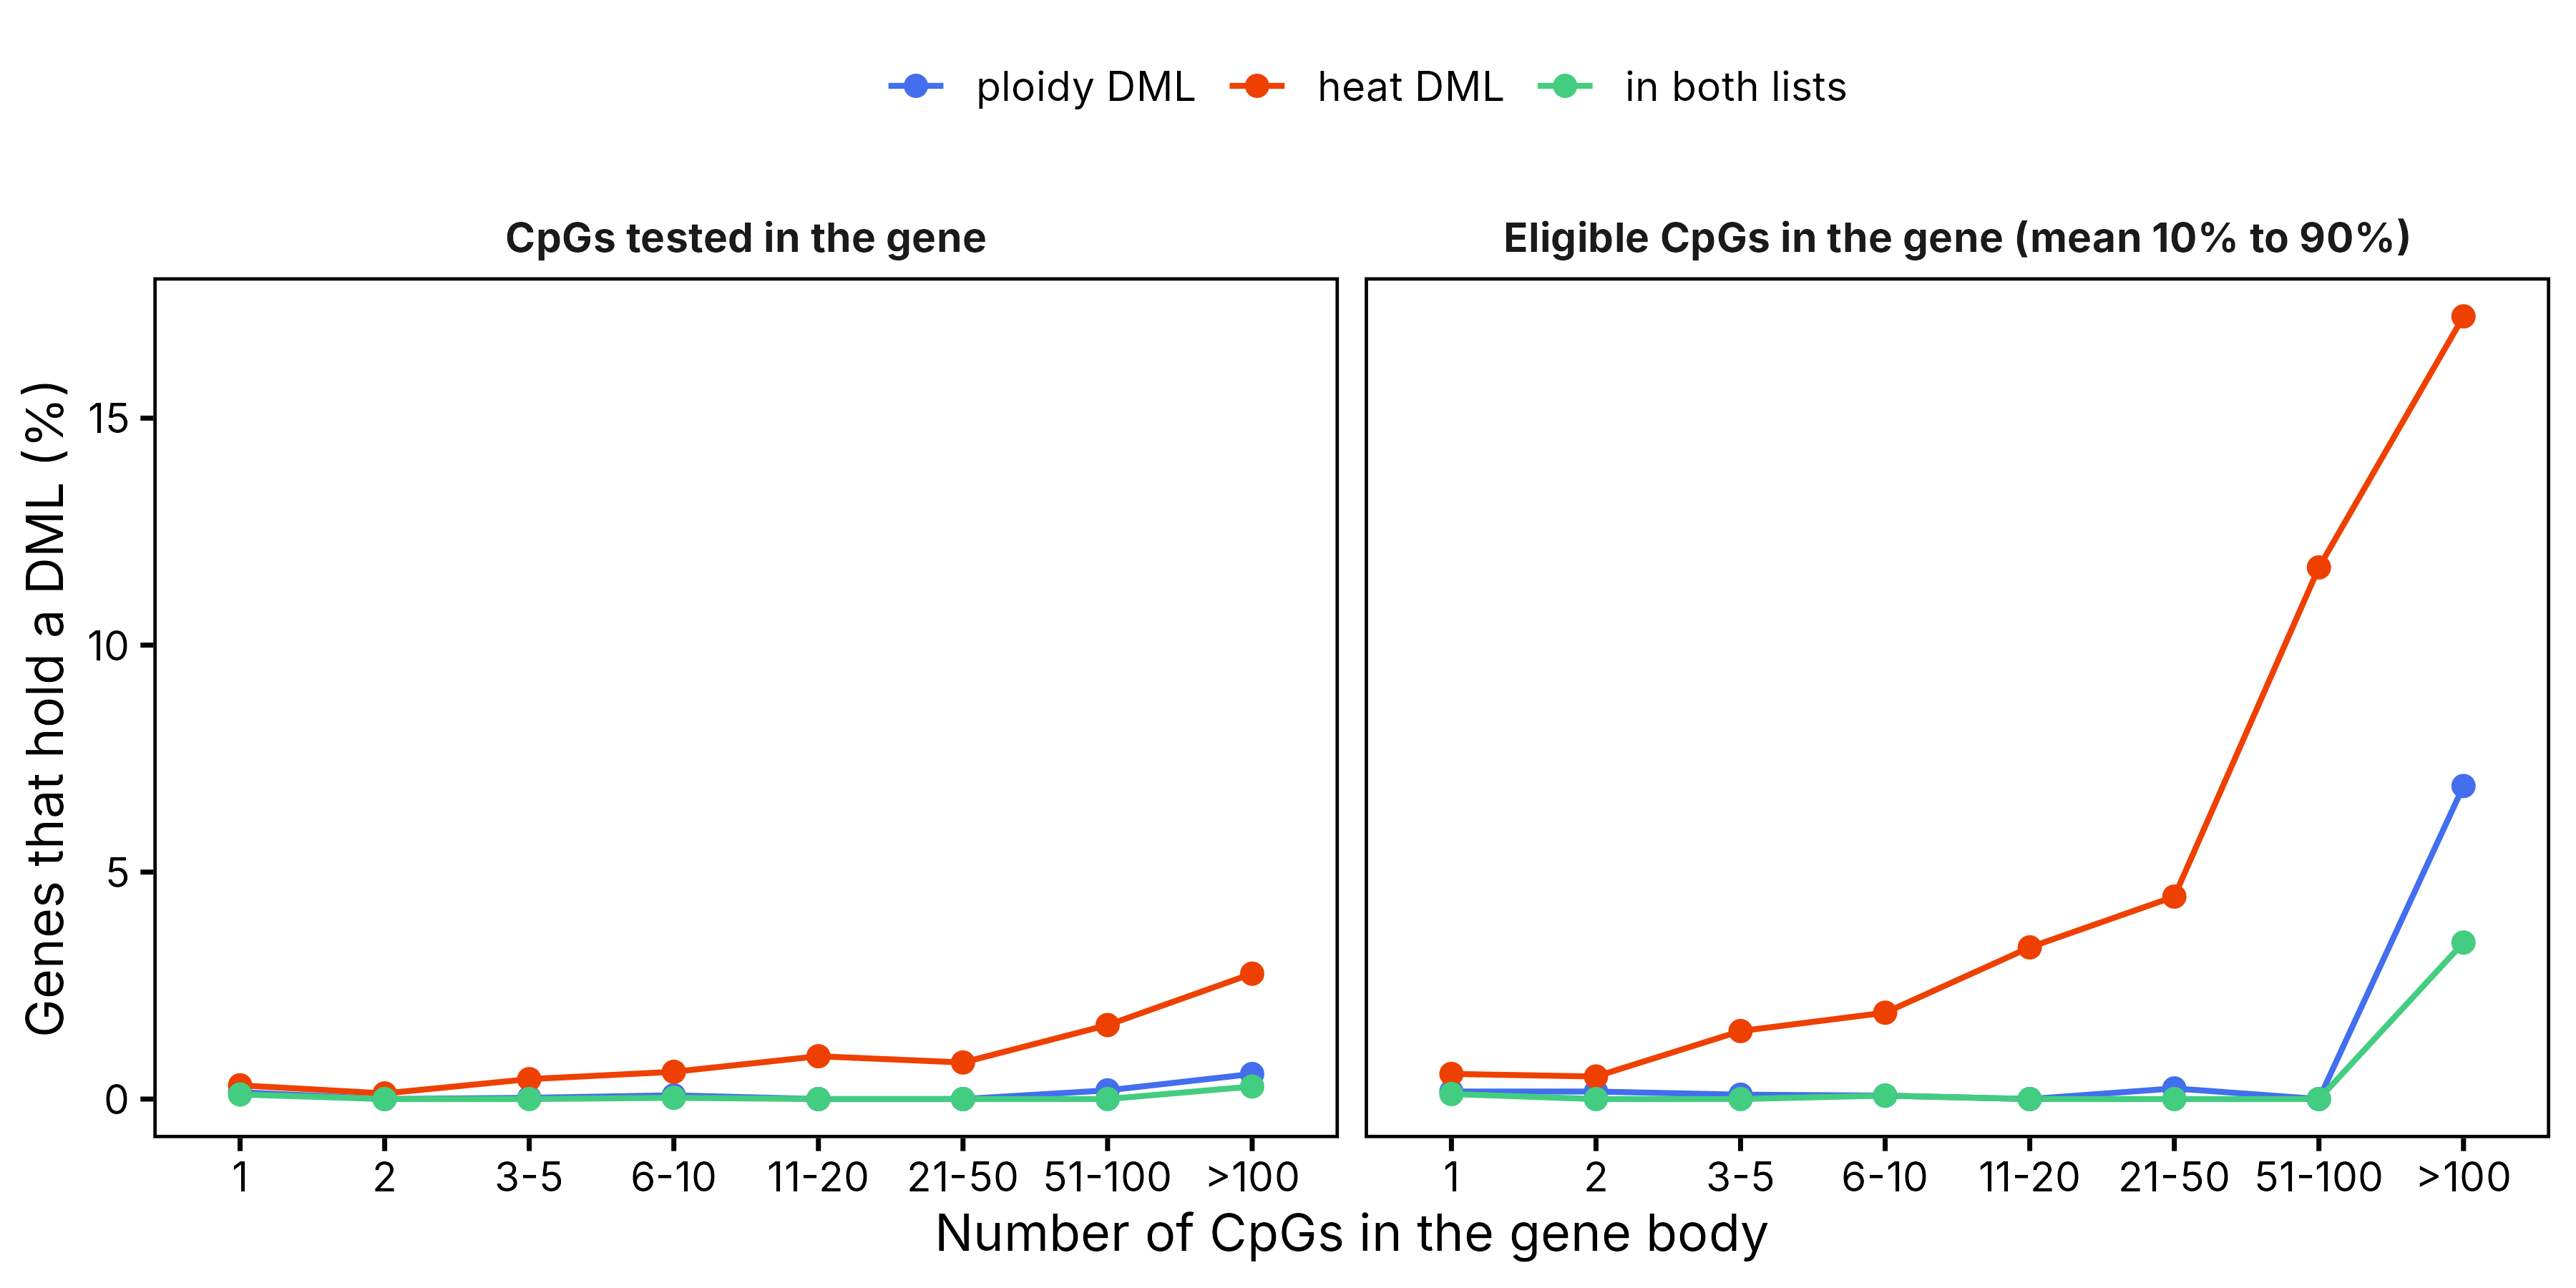 ploidy DML heat DML in both lists
CpGs tested in the gene
Eligible CpGs in the gene (mean 10% to 90%)
Genes that hold a DML (%)
15
10
5
0
1 2 3-5 6-10 11-20 21-50 51-100 >100
1 2 3-5 6-10 11-20 21-50 51-100 >100
Number of CpGs in the gene body